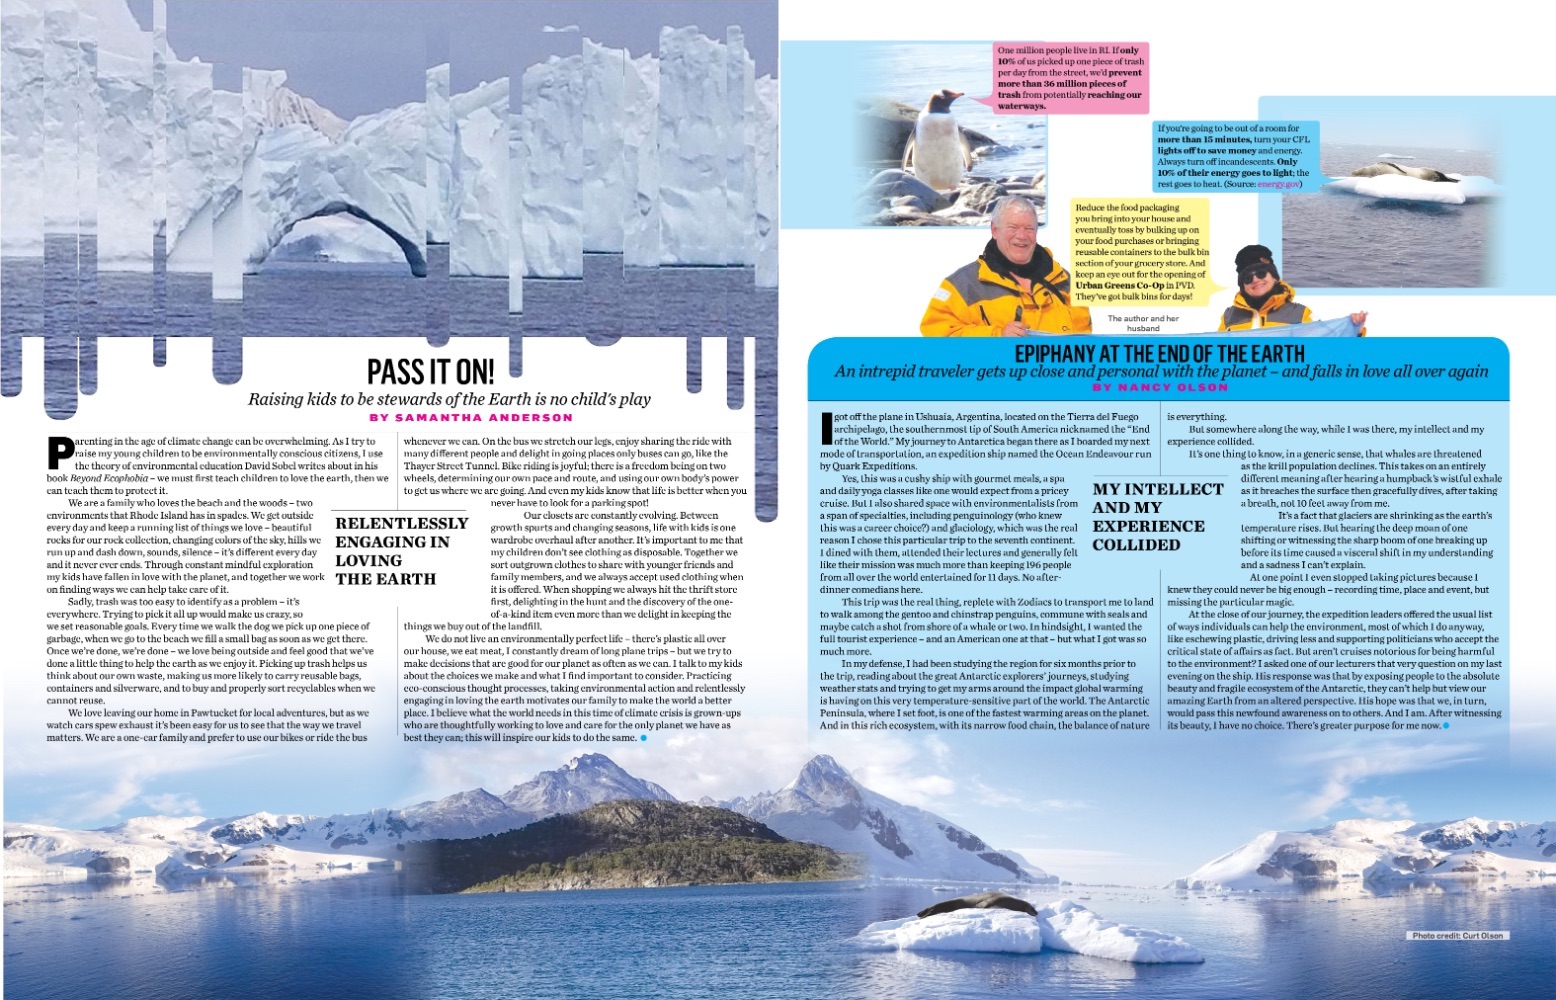 PASS IT ON!
Raising kids to be stewards of the Earth is no child's play
BY SAMANTHA ANDERSON
Parenting in the age of climate change can be overwhelming. As I try to
raise my young children to be environmentally conscious citizens, I use
the theory of environmental education David Sobel writes about in his
book Beyond Ecophobia – we must first teach children to love the earth, then we
can teach them to protect it.
We are a family who loves the beach and the woods – two
environments that Rhode Island has in spades. We get outside
every day and keep a running list of things we love – beautiful
rocks for our rock collection, changing colors of the sky, hills we
run up and dash down, sounds, silence – it's different every day
and it never ever ends. Through constant mindful exploration
my kids have fallen in love with the planet, and together we work
on finding ways we can help take care of it.
Sadly, trash was too easy to identify as a problem – it's
everywhere. Trying to pick it all up would make us crazy, so
we set reasonable goals. Every time we walk the dog we pick up one piece of
garbage, when we go to the beach we fill a small bag as soon as we get there.
Once we're done, we're done – we love being outside and feel good that we've
done a little thing to help the earth as we enjoy it. Picking up trash helps us
think about our own waste, making us more likely to carry reusable bags,
containers and silverware, and to buy and properly sort recyclables when we
cannot reuse.
We love leaving our home in Pawtucket for local adventures, but as we
watch cars spew exhaust it's been easy for us to see that the way we travel
matters. We are a one-car family and prefer to use our bikes or ride the bus
RELENTLESSLY
ENGAGING IN
LOVING
THE EARTH
whenever we can. On the bus we stretch our legs, enjoy sharing the ride with
many different people and delight in going places only buses can go, like the
Thayer Street Tunnel. Bike riding is joyful; there is a freedom being on two
wheels, determining our own pace and route, and using our own body's power
to get us where we are going. And even my kids know that life is better when you
never have to look for a parking spot!
Our closets are constantly evolving. Between
growth spurts and changing seasons, life with kids is one
wardrobe overhaul after another. It's important to me that
my children don't see clothing as disposable. Together we
sort outgrown clothes to share with younger friends and
family members, and we always accept used clothing when
it is offered. When shopping we always hit the thrift store
first, delighting in the hunt and the discovery of the one-
of-a-kind item even more than we delight in keeping the
things we buy out of the landfill.
We do not live an environmentally perfect life – there's plastic all over
our house, we eat meat, I constantly dream of long plane trips – but we try to
make decisions that are good for our planet as often as we can. I talk to my kids
about the choices we make and what I find important to consider. Practicing
eco-conscious thought processes, taking environmental action and relentlessly
engaging in loving the earth motivates our family to make the world a better
place. I believe what the world needs in this time of climate crisis is grown-ups
who are thoughtfully working to love and care for the only planet we have as
best they can; this will inspire our kids to do the same.
One million people live in RI. If only
10% of us picked up one piece of trash
per day from the street, we'd prevent
more than 36 million pieces of
trash from potentially reaching our
waterways.
If you're going to be out of a room for
more than 15 minutes, turn your CFL
lights off to save money and energy.
Always turn off incandescents. Only
10% of their energy goes to light; the
rest goes to heat. (Source: energy.gov)
Reduce the food packaging
you bring into your house and
eventually toss by bulking up on
your food purchases or bringing
reusable containers to the bulk bin
section of your grocery store. And
keep an eye out for the opening of
Urban Greens Co-Op in PVD.
They've got bulk bins for days!
The author and her
husband
EPIPHANY AT THE END OF THE EARTH
An intrepid traveler gets up close and personal with the planet – and falls in love all over again
BY NANCY OLSON
I got off the plane in Ushuaia, Argentina, located on the Tierra del Fuego
archipelago, the southernmost tip of South America nicknamed the "End
of the World." My journey to Antarctica began there as I boarded my next
mode of transportation, an expedition ship named the Ocean Endeavour run
by Quark Expeditions.
Yes, this was a cushy ship with gourmet meals, a spa
and daily yoga classes like one would expect from a pricey
cruise. But I also shared space with environmentalists from
a span of specialties, including penguinology (who knew
this was a career choice?) and glaciology, which was the real
reason I chose this particular trip to the seventh continent.
I dined with them, attended their lectures and generally felt
like their mission was much more than keeping 196 people
from all over the world entertained for 11 days. No after-
dinner comedians here.
This trip was the real thing, replete with Zodiacs to transport me to land
to walk among the gentoo and chinstrap penguins, commune with seals and
maybe catch a shot from shore of a whale or two. In hindsight, I wanted the
full tourist experience – and an American one at that – but what I got was so
much more.
In my defense, I had been studying the region for six months prior to
the trip, reading about the great Antarctic explorers' journeys, studying
weather stats and trying to get my arms around the impact global warming
is having on this very temperature-sensitive part of the world. The Antarctic
Peninsula, where I set foot, is one of the fastest warming areas on the planet.
And in this rich ecosystem, with its narrow food chain, the balance of nature
MY INTELLECT
AND MY
EXPERIENCE
COLLIDED
is everything.
But somewhere along the way, while I was there, my intellect and my
experience collided.
It's one thing to know, in a generic sense, that whales are threatened
as the krill population declines. This takes on an entirely
different meaning after hearing a humpback's wistful exhale
as it breaches the surface then gracefully dives, after taking
a breath, not 10 feet away from me.
It's a fact that glaciers are shrinking as the earth's
temperature rises. But hearing the deep moan of one
shifting or witnessing the sharp boom of one breaking up
before its time caused a visceral shift in my understanding
and a sadness I can't explain.
At one point I even stopped taking pictures because I
knew they could never be big enough – recording time, place and event, but
missing the particular magic.
At the close of our journey, the expedition leaders offered the usual list
of ways individuals can help the environment, most of which I do anyway,
like eschewing plastic, driving less and supporting politicians who accept the
critical state of affairs as fact. But aren't cruises notorious for being harmful
to the environment? I asked one of our lecturers that very question on my last
evening on the ship. His response was that by exposing people to the absolute
beauty and fragile ecosystem of the Antarctic, they can't help but view our
amazing Earth from an altered perspective. His hope was that we, in turn,
would pass this newfound awareness on to others. And I am. After witnessing
its beauty, I have no choice. There's greater purpose for me now.
Photo credit: Curt Olson